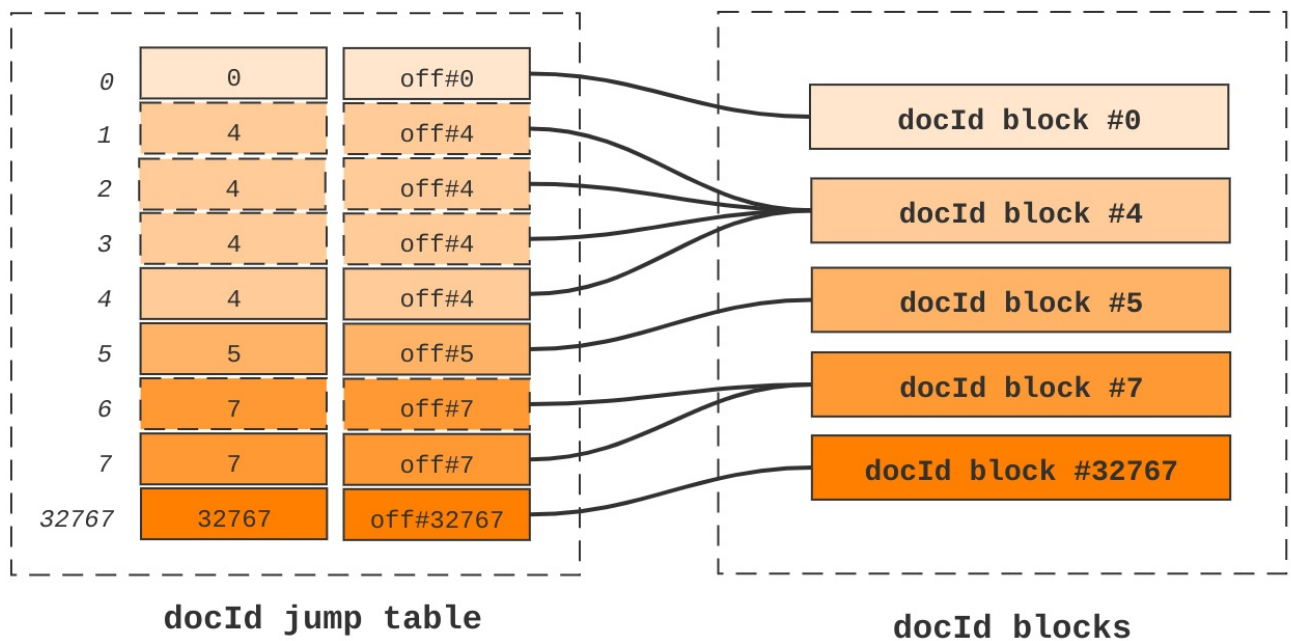 0 0 off#0
1 4 off#4
2 4 off#4
3 4 off#4
4 4 off#4
5 5 off#5
6 7 off#7
7 7 off#7
32767 32767 off#32767
docId jump table
docId block #0
docId block #4
docId block #5
docId block #7
docId block #32767
docId blocks